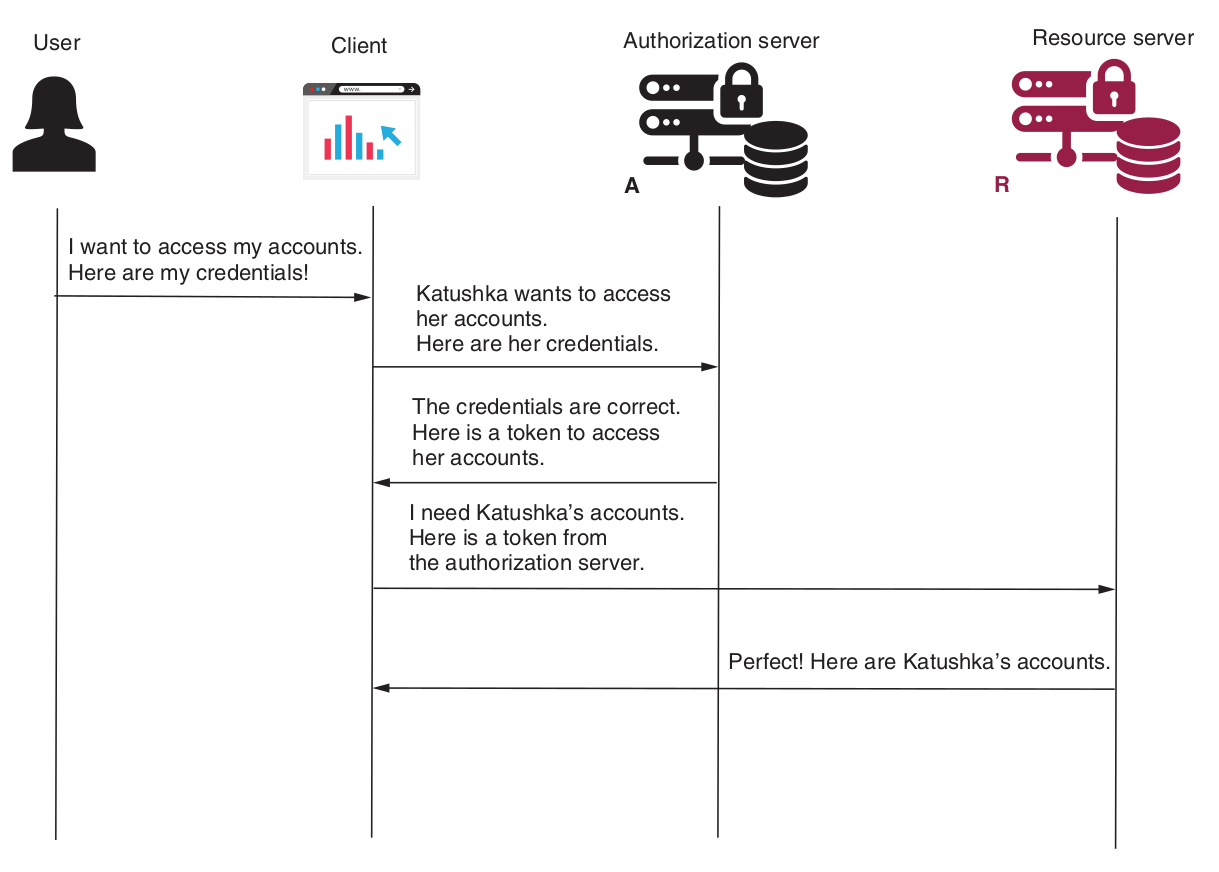 User
Client
Authorization server
Resource server
www.
A
R
I want to access my accounts.
Here are my credentials!
Katushka wants to access
her accounts.
Here are her credentials.
The credentials are correct.
Here is a token to access
her accounts.
I need Katushka’s accounts.
Here is a token from
the authorization server.
Perfect! Here are Katushka’s accounts.